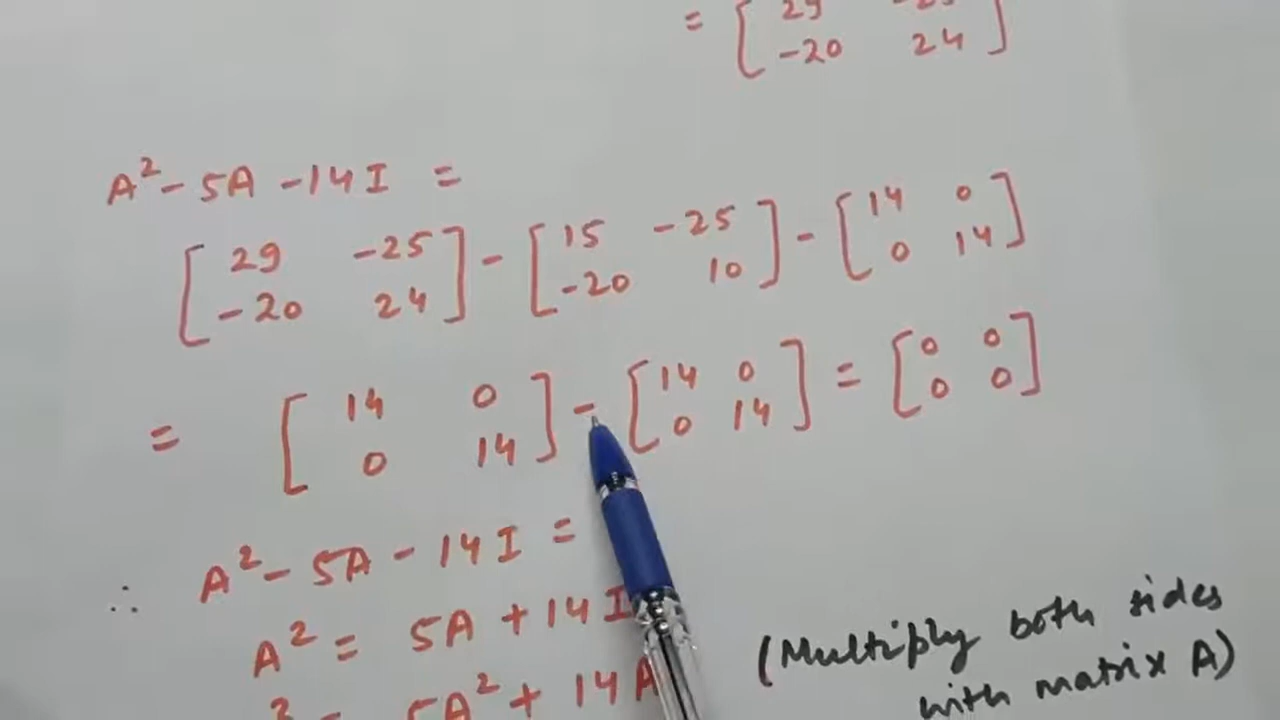 = [ 29 -25
-20 24 ]
A² - 5A - 14I =
[ 29 -25 ] - [ 15 -25 ] - [ 14 0 ]
[ -20 24 ] [ -20 10 ] [ 0 14 ]
= [ 14 0 ] - [ 14 0 ] = [ 0 0 ]
[ 0 14 ] [ 0 14 ] [ 0 0 ]
∴ A² - 5A - 14I =
A² = 5A + 14I
= 5A² + 14A
(Multiply both sides
with matrix A)